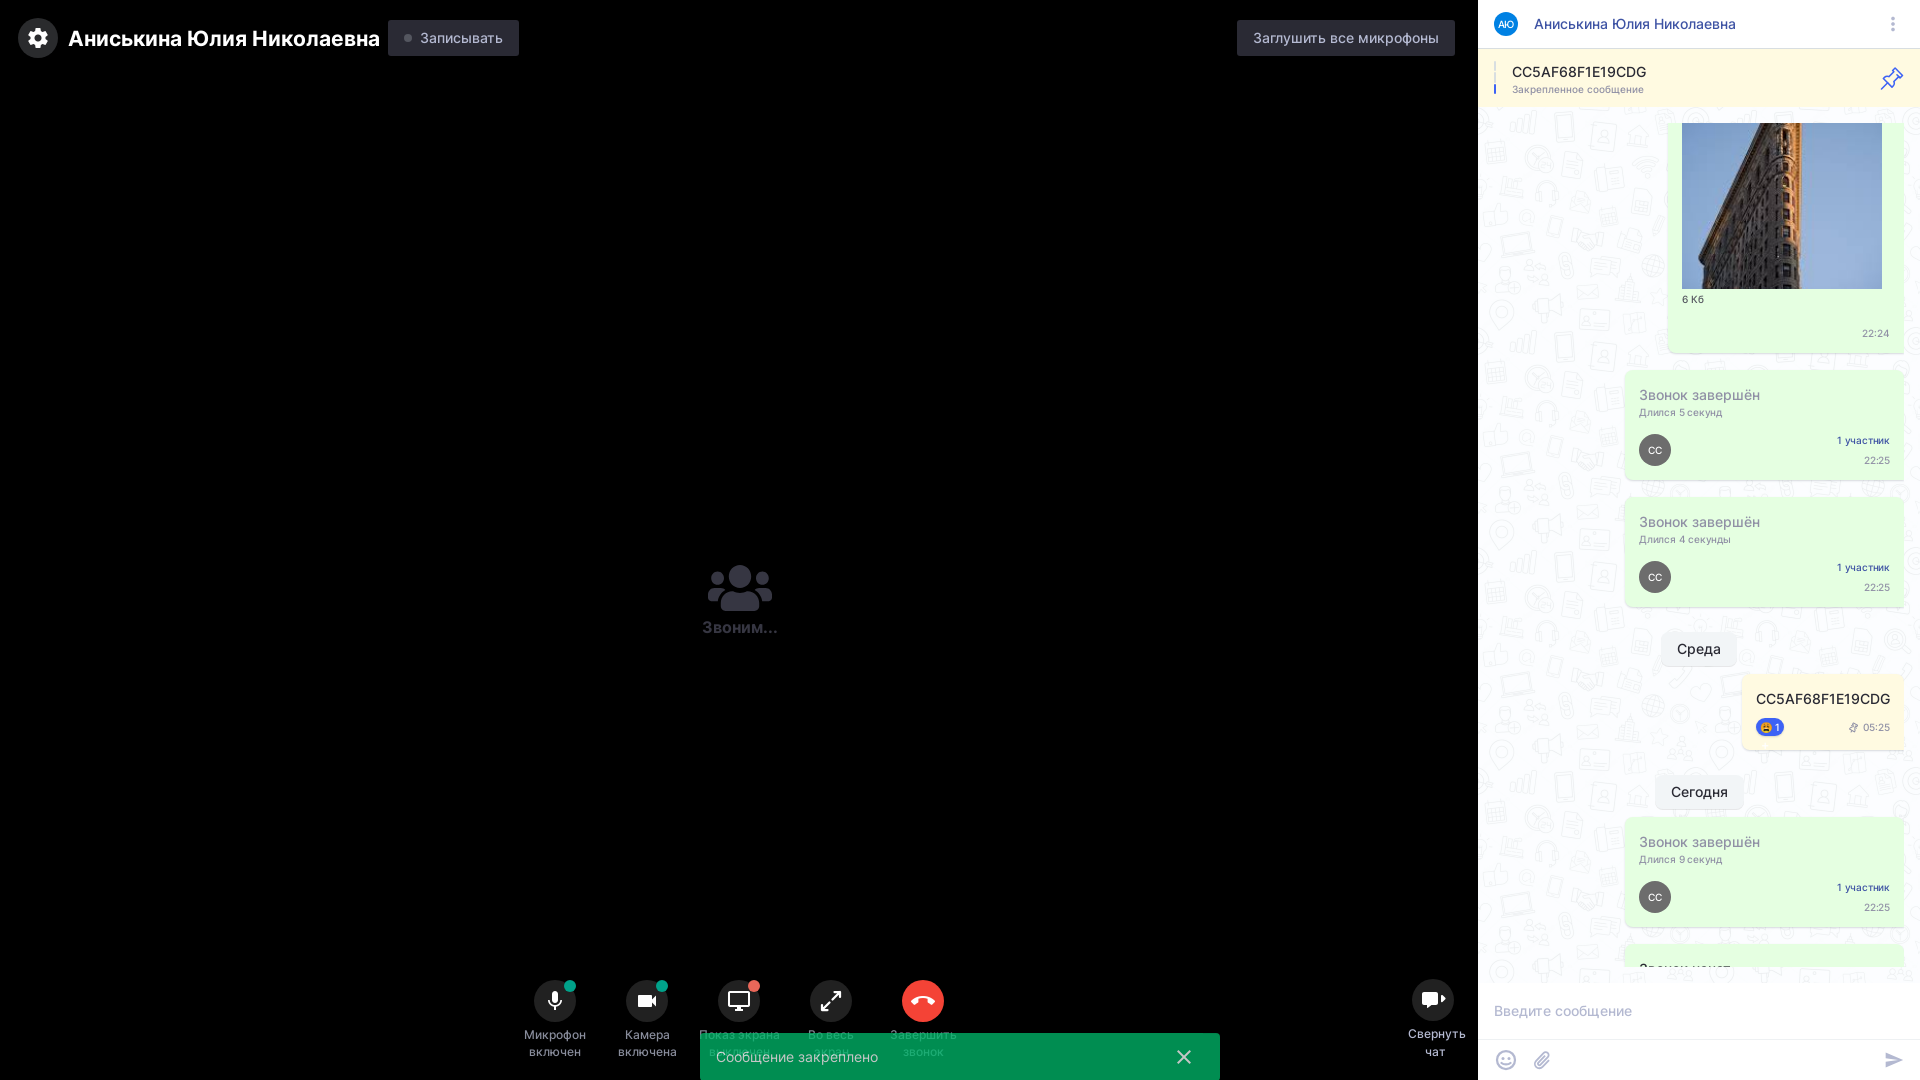 Аниськина Юлия Николаевна
Записывать
Заглушить все микрофоны
Звоним...
Микрофон
включен
Камера
включена
Показ экрана
выключен
Во весь
экран
Завершить
звонок
Свернуть
чат
Сообщение закреплено
АЮ
Аниськина Юлия Николаевна
CC5AF68F1E19CDG
Закрепленное сообщение
6 Кб
22:24
Звонок завершён
Длился 5 секунд
СС
1 участник
22:25
Звонок завершён
Длился 4 секунды
СС
1 участник
22:25
Среда
CC5AF68F1E19CDG
1
05:25
Сегодня
Звонок завершён
Длился 9 секунд
СС
1 участник
22:25
Введите сообщение